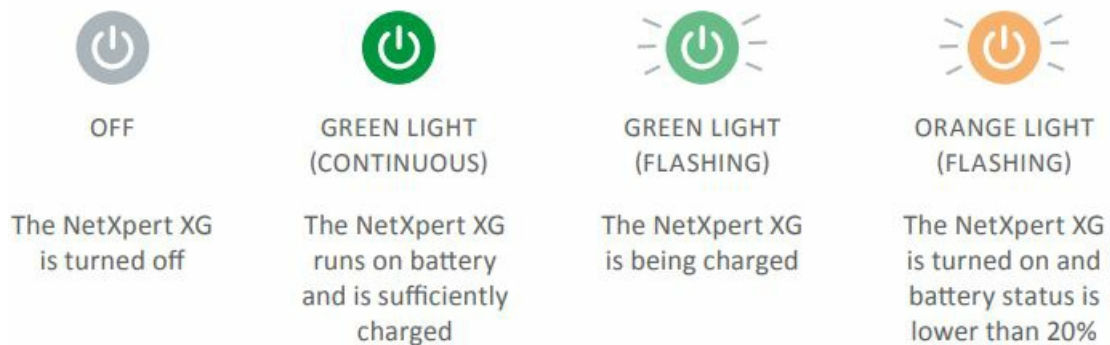 OFF
GREEN LIGHT
(CONTINUOUS)
GREEN LIGHT
(FLASHING)
ORANGE LIGHT
(FLASHING)
The NetXpert XG
is turned off
The NetXpert XG
runs on battery
and is sufficiently
charged
The NetXpert XG
is being charged
The NetXpert XG
is turned on and
battery status is
lower than 20%